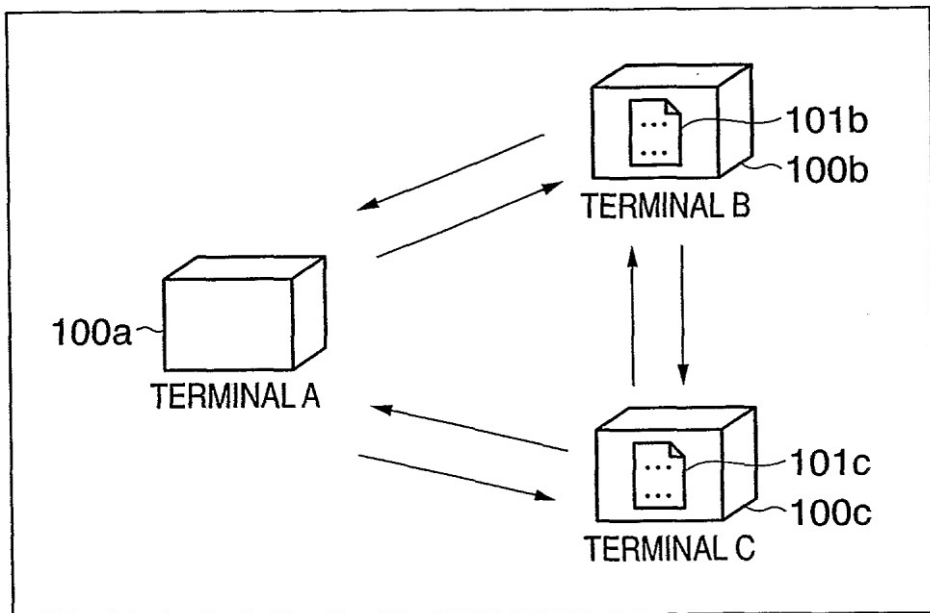 ...
...
101b
100b
TERMINAL B
100a
TERMINAL A
...
...
101c
100c
TERMINAL C